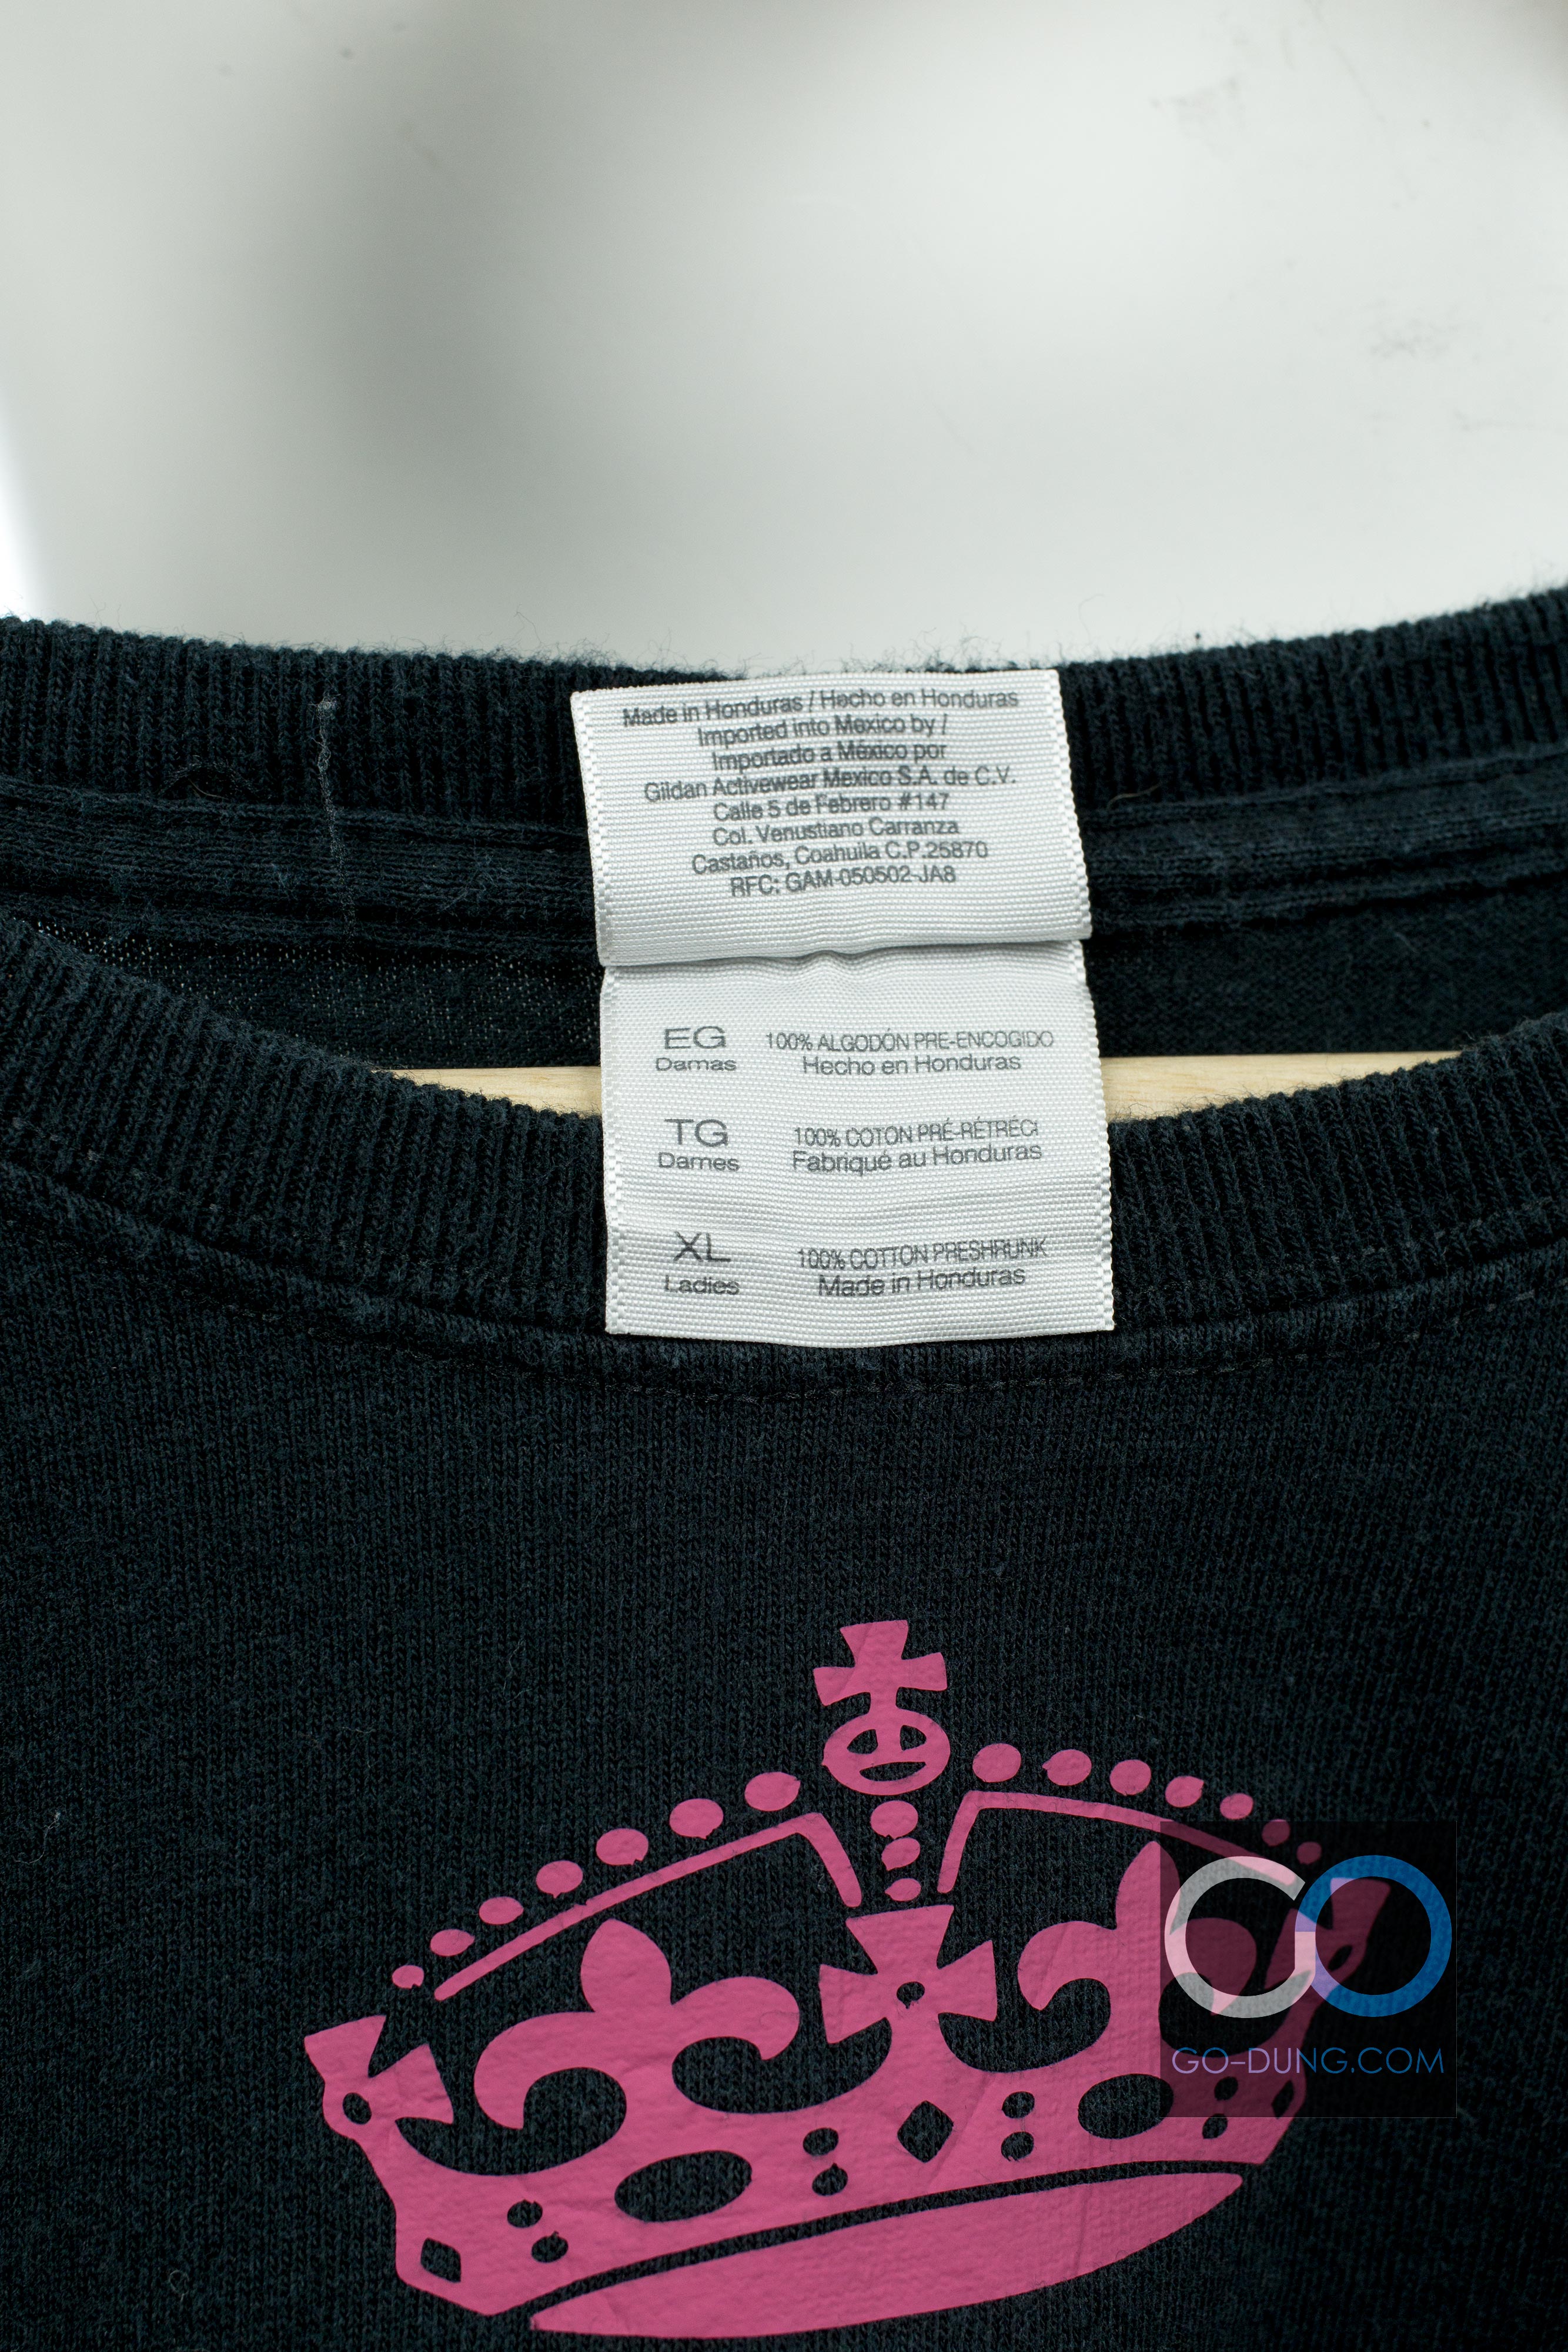 Made in Honduras / Hecho en Honduras
Imported into Mexico by /
Importado a México por
Gildan Activewear Mexico S.A. de C.V.
Calle 5 de Febrero #147
Col. Venustiano Carranza
Castaños, Coahuila C.P.25870
RFC: GAM-050502-JA8
EG 100% ALGODÓN PRE-ENCOGIDO
Damas Hecho en Honduras
TG 100% COTON PRÉ-RÉTRÉCI
Dames Fabriqué au Honduras
XL 100% COTTON PRESHRUNK
Ladies Made in Honduras
GO-DUNG.COM